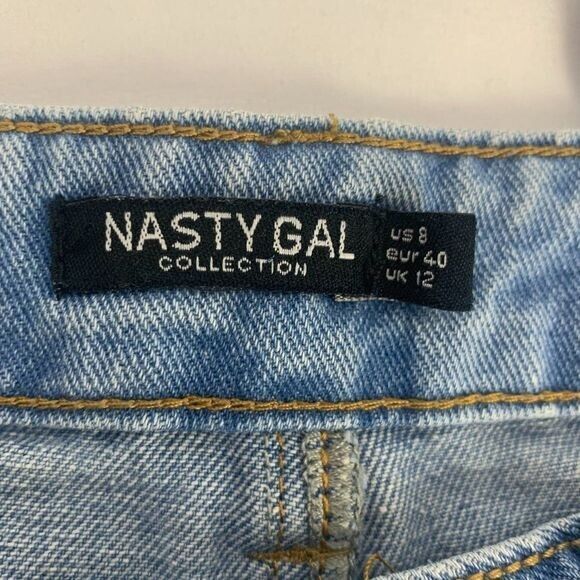 NASTY GAL
COLLECTION
US 8
eur 40
UK 12